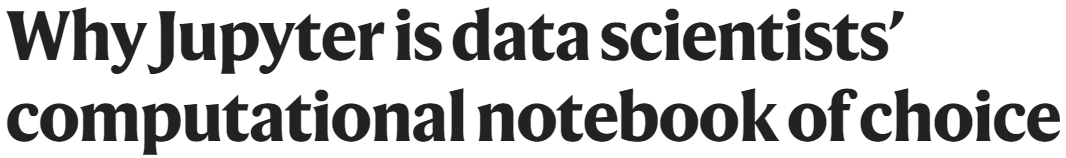 Why Jupyter is data scientists’
computational notebook of choice